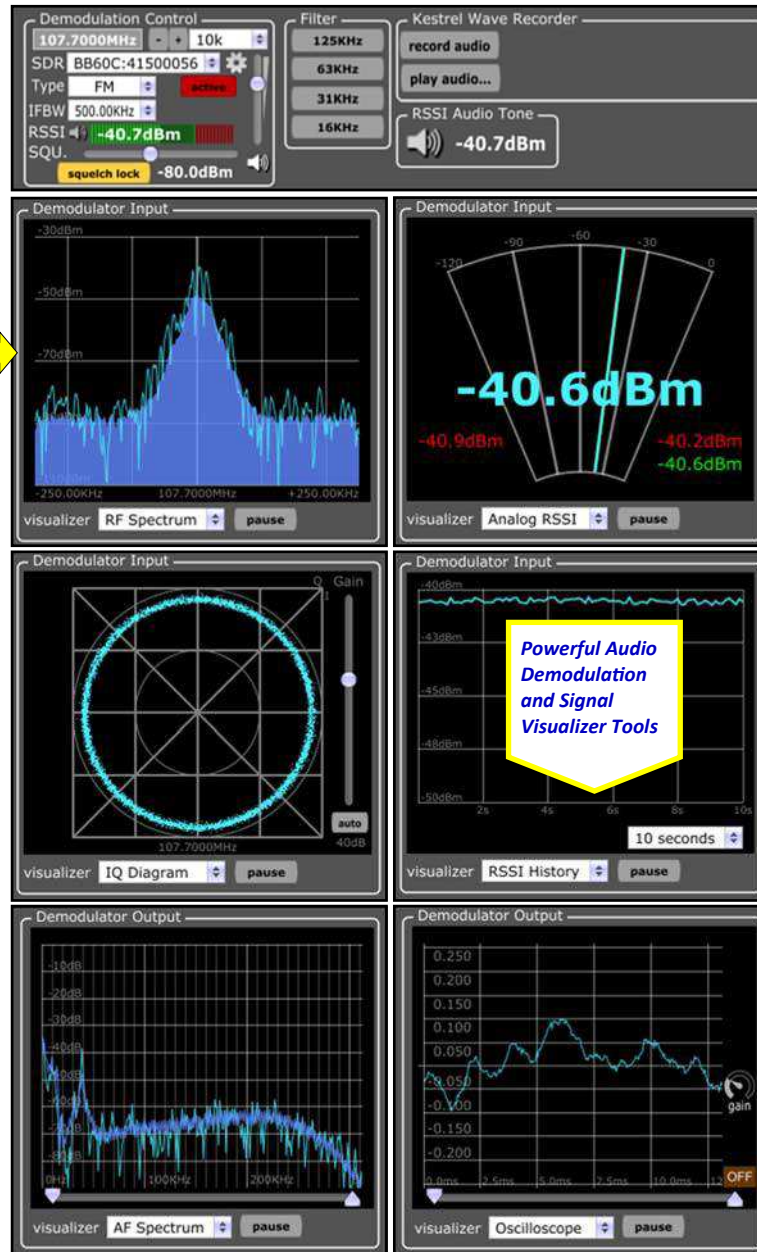 Demodulation Control
107.7000MHz - + 10k
SDR BB60C:41500056
Type FM active
IFBW 500.00KHz
RSSI -40.7dBm
SQU.
squelch lock -80.0dBm
Filter
125KHz
63KHz
31KHz
16KHz
Kestrel Wave Recorder
record audio
play audio...
RSSI Audio Tone
-40.7dBm
Demodulator Input
-30dBm
-50dBm
-70dBm
-250.00KHz 107.7000MHz +250.00KHz
visualizer RF Spectrum pause
Demodulator Input
-120 -90 -60 -30 0
-40.6dBm
-40.9dBm -40.2dBm
-40.6dBm
visualizer Analog RSSI pause
Demodulator Input
Q Gain
I
auto
107.7000MHz 40dB
visualizer IQ Diagram pause
Demodulator Input
-40dBm
-43dBm
-45dBm
-48dBm
-50dBm
2s 4s 6s 8s 10s
Powerful Audio
Demodulation
and Signal
Visualizer Tools
10 seconds
visualizer RSSI History pause
Demodulator Output
-10dB
-20dB
-30dB
-40dB
0Hz 100KHz 200KHz
visualizer AF Spectrum pause
Demodulator Output
0.250
0.200
0.150
0.100
0.050
-0.050
-0.100
-0.150
-0.200
gain
OFF
0.0ms 2.5ms 5.0ms 7.5ms 10.0ms 12
visualizer Oscilloscope pause